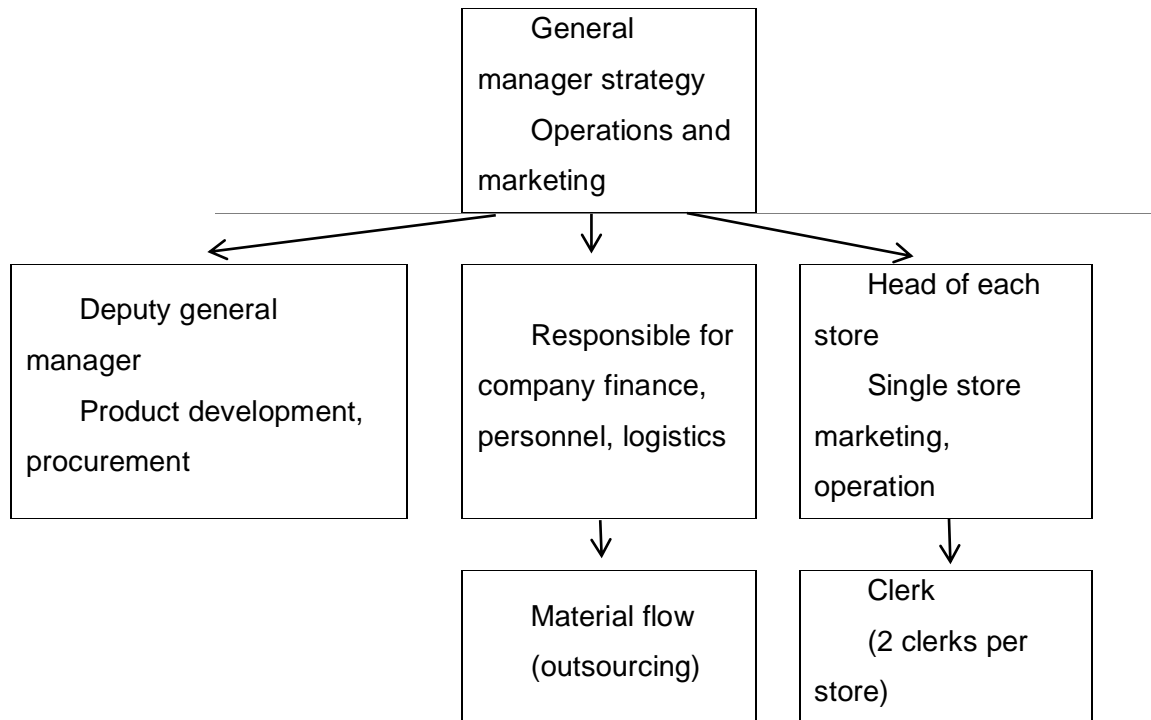 General
manager strategy
Operations and
marketing
Deputy general
manager
Product development,
procurement
Responsible for
company finance,
personnel, logistics
Head of each
store
Single store
marketing,
operation
Material flow
(outsourcing)
Clerk
(2 clerks per
store)